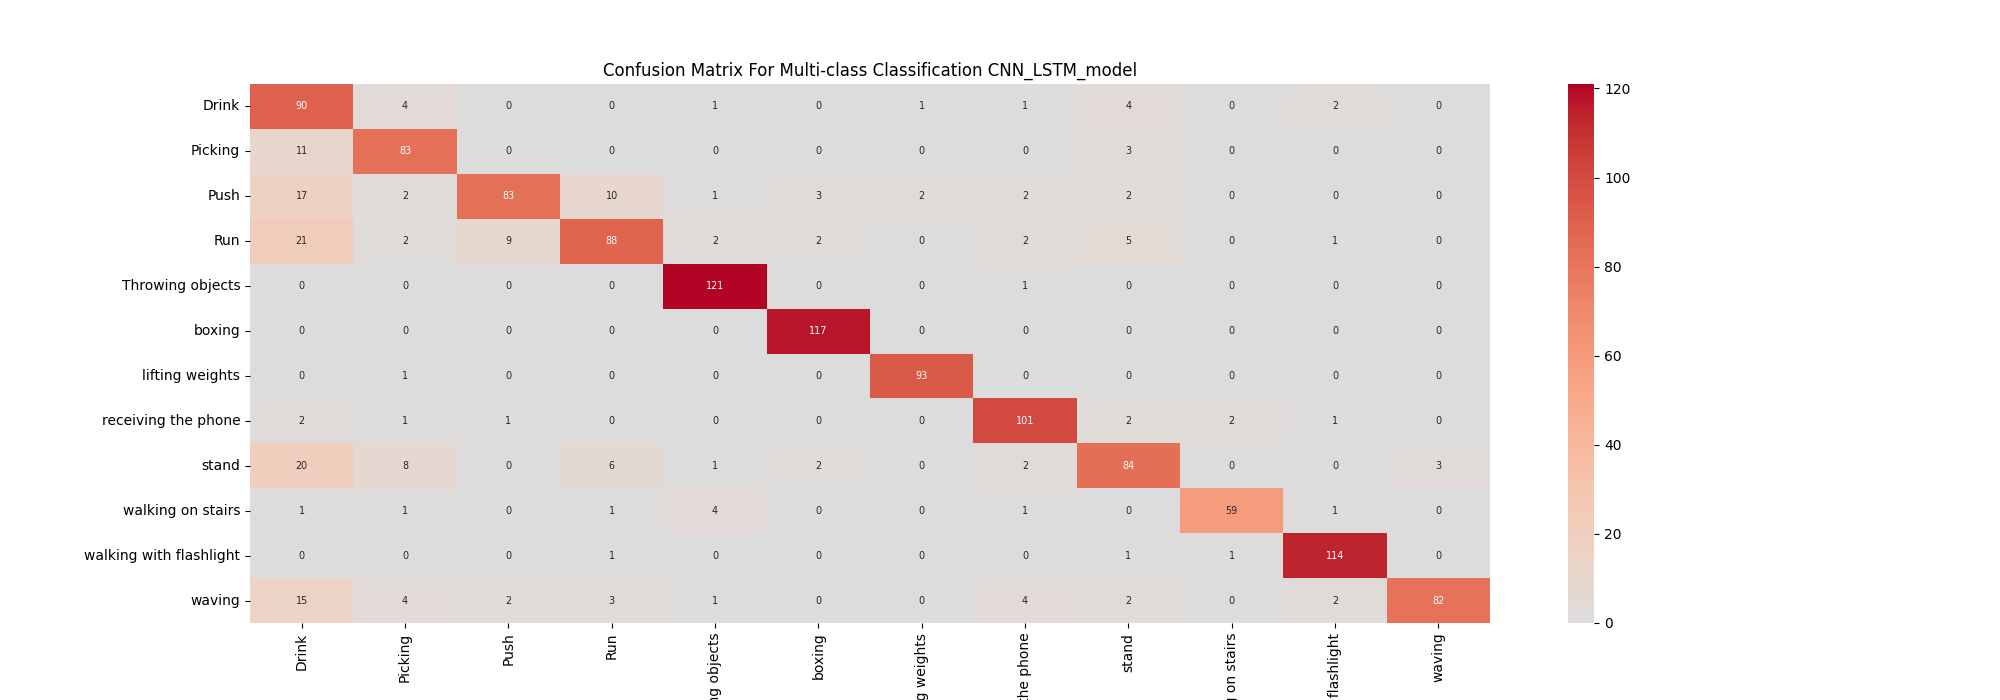 Confusion Matrix For Multi-class Classification CNN_LSTM_model
Drink 90 4 0 0 1 0 1 1 4 0 2 0
Picking 11 83 0 0 0 0 0 0 3 0 0 0
Push 17 2 83 10 1 3 2 2 2 0 0 0
Run 21 2 9 88 2 2 0 2 5 0 1 0
Throwing objects 0 0 0 0 121 0 0 1 0 0 0 0
boxing 0 0 0 0 0 117 0 0 0 0 0 0
lifting weights 0 1 0 0 0 0 93 0 0 0 0 0
receiving the phone 2 1 1 0 0 0 0 101 2 2 1 0
stand 20 8 0 6 1 2 0 2 84 0 0 3
walking on stairs 1 1 0 1 4 0 0 1 0 59 1 0
walking with flashlight 0 0 0 1 0 0 0 0 1 1 114 0
waving 15 4 2 3 1 0 0 4 2 0 2 82
Drink
Picking
Push
Run
objects
boxing
weights
the phone
stand
on stairs
flashlight
waving
120
100
80
60
40
20
0